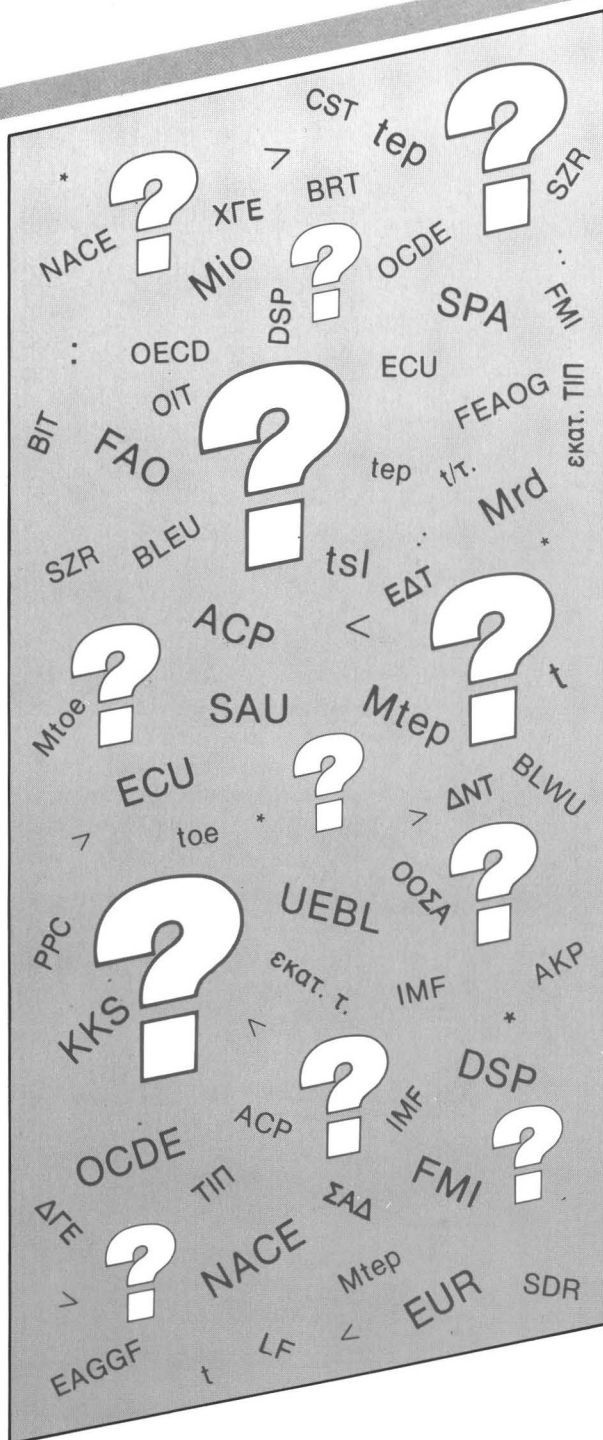 CST
tep
?
SZR
*
?
>
BRT
ΧΓΕ
NACE
Mio
?
OCDE
:
FMI
DSP
SPA
:
OECD
ECU
OIT
?
FEAOG
εκατ. ΤΙΠ
BIT
FAO
tep
t/τ.
Mrd
SZR
BLEU
tsl
:
*
ΕΔΤ
ACP
<
?
?
t
Mtoe
SAU
Mtep
ECU
?
BLWU
ΔΝΤ
>
toe
*
>
ΟΟΣΑ
?
PPC
?
UEBL
KKS
εκατ. τ.
IMF
AKP
<
*
?
DSP
OCDE
ACP
IMF
?
ΤΙΠ
FMI
ΔΓΕ
ΣΑΔ
?
NACE
Mtep
>
EUR
SDR
EAGGF
t
LF
<